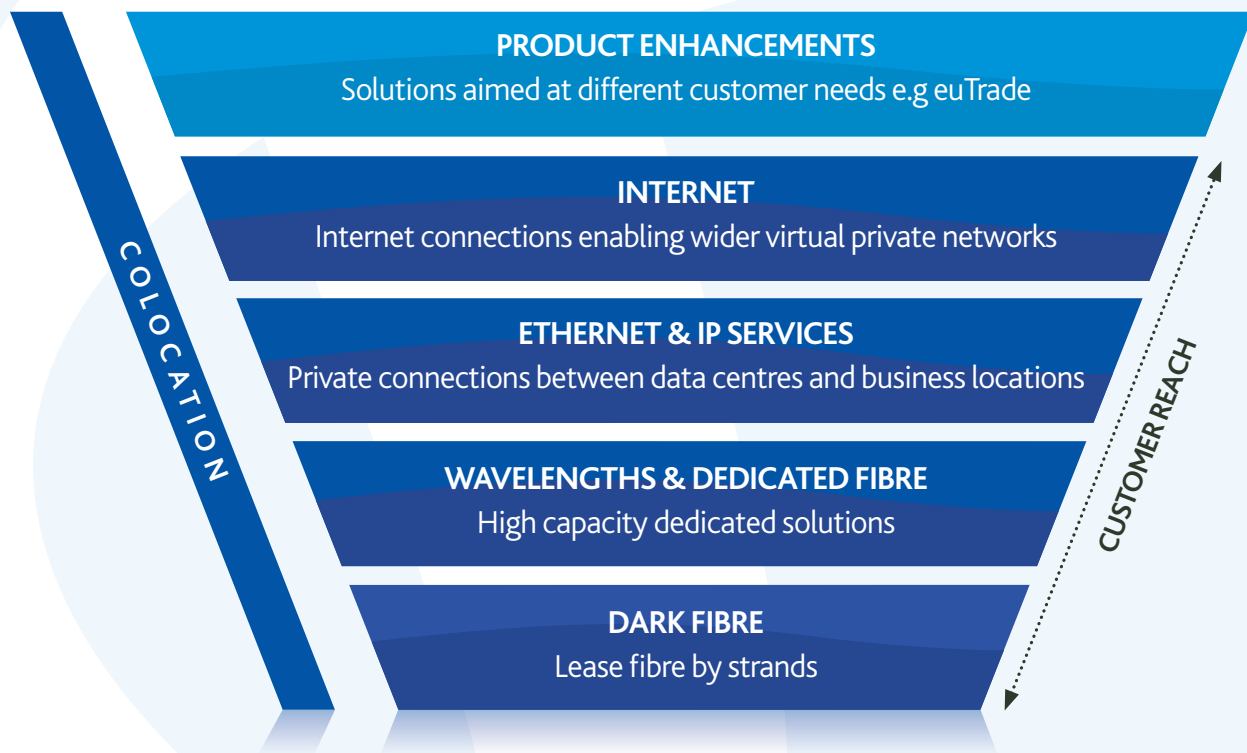 PRODUCT ENHANCEMENTS
Solutions aimed at different customer needs e.g euTrade
INTERNET
Internet connections enabling wider virtual private networks
ETHERNET & IP SERVICES
Private connections between data centres and business locations
WAVELENGTHS & DEDICATED FIBRE
High capacity dedicated solutions
DARK FIBRE
Lease fibre by strands
COLOCATION
CUSTOMER REACH